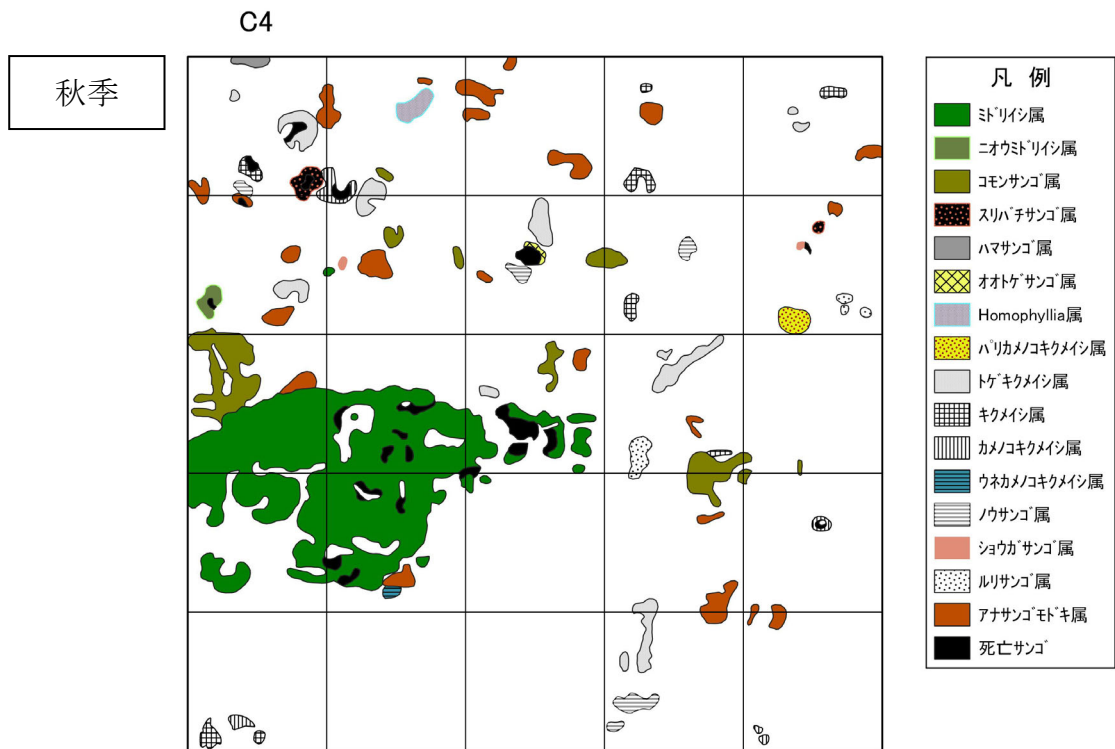 C4
秋季
凡 例
ミドリイシ属
ニオウミドリイシ属
コモンサンゴ属
スリバチサンゴ属
ハマサンゴ属
オオトゲサンゴ属
Homophyllia属
パリカメノコキクメイシ属
トゲキクメイシ属
キクメイシ属
カメノコキクメイシ属
ウネカメノコキクメイシ属
ノウサンゴ属
ショウガサンゴ属
ルリサンゴ属
アナサンゴモドキ属
死亡サンゴ